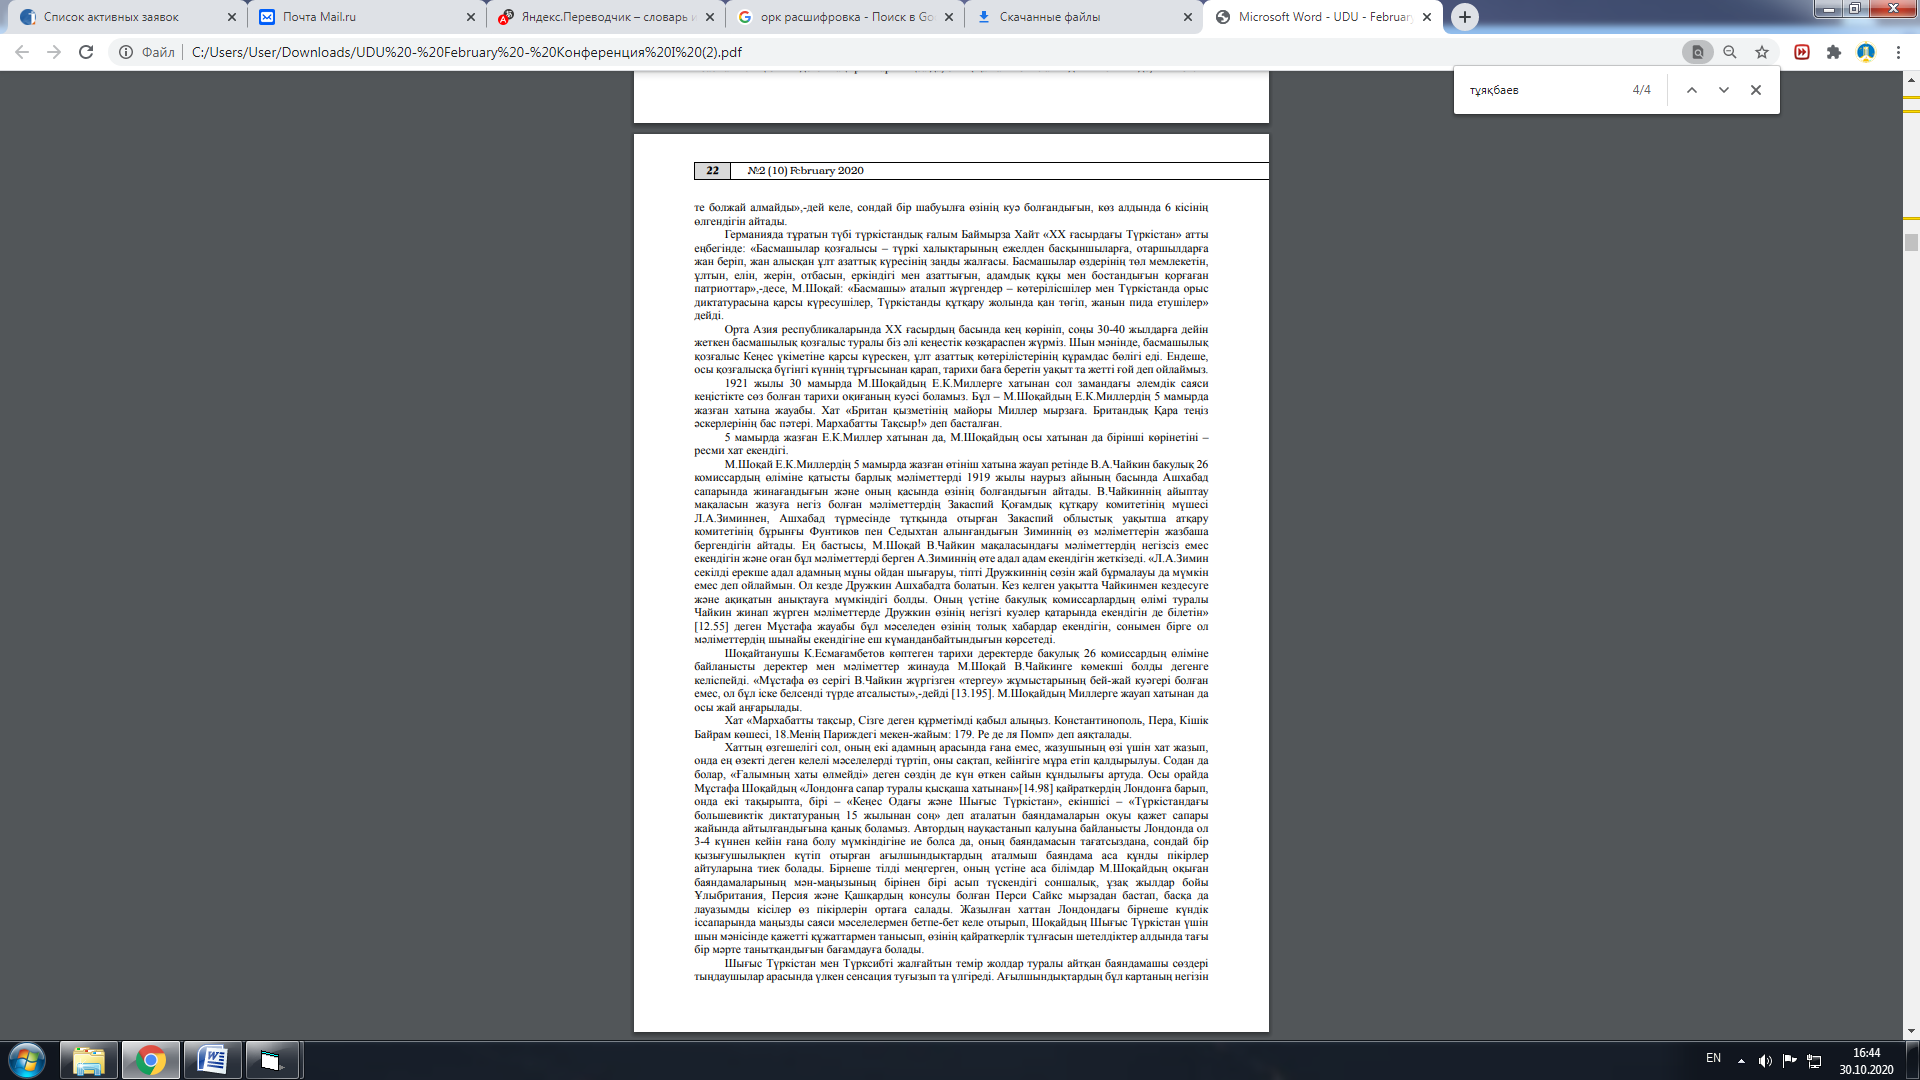 Список активных заявок
Почта Mail.ru
Яндекс.Переводчик – словарь и
орк расшифровка - Поиск в Go
Скачанные файлы
Microsoft Word - UDU - February
Файл
C:/Users/User/Downloads/UDU%20-%20February%20-%20Конференция%20I%20(2).pdf
тұяқбаев
4/4
22 №2 (10) February 2020
те болжай алмайды»,-дей келе, сондай бір шабуылға өзінің куә болғандығын, көз алдында 6 кісінің
өлгендігін айтады.
Германияда тұратын түбі түркістандық ғалым Баймырза Хайт «ХХ ғасырдағы Түркістан» атты
еңбегінде: «Басмашылар қозғалысы – түркі халықтарының ежелден басқыншыларға, отаршылдарға
жан беріп, жан алысқан ұлт азаттық күресінің заңды жалғасы. Басмашылар өздерінің төл мемлекетін,
ұлтын, елін, жерін, отбасын, еркіндігі мен азаттығын, адамдық құқы мен бостандығын қорғаған
патриоттар»,-десе, М.Шоқай: «Басмашы» аталып жүргендер – көтерілісшілер мен Түркістанда орыс
диктатурасына қарсы күресушілер, Түркістанды құтқару жолында қан төгіп, жанын пида етушілер»
дейді.
Орта Азия республикаларында ХХ ғасырдың басында кең көрініп, соңы 30-40 жылдарға дейін
жеткен басмашылық қозғалыс туралы біз әлі кеңестік көзқараспен жүрміз. Шын мәнінде, басмашылық
қозғалыс Кеңес үкіметіне қарсы күрескен, ұлт азаттық көтерілістерінің құрамдас бөлігі еді. Ендеше,
осы қозғалысқа бүгінгі күннің тұрғысынан қарап, тарихи баға беретін уақыт та жетті ғой деп ойлаймыз.
1921 жылы 30 мамырда М.Шоқайдың Е.К.Миллерге хатынан сол замандағы әлемдік саяси
кеңістікте сөз болған тарихи оқиғаның куәсі боламыз. Бұл – М.Шоқайдың Е.К.Миллердің 5 мамырда
жазған хатына жауабы. Хат «Британ қызметінің майоры Миллер мырзаға. Британдық Қара теңіз
әскерлерінің бас пәтері. Мархабатты Тақсыр!» деп басталған.
5 мамырда жазған Е.К.Миллер хатынан да, М.Шоқайдың осы хатынан да бірінші көрінетіні –
ресми хат екендігі.
М.Шоқай Е.К.Миллердің 5 мамырда жазған өтініш хатына жауап ретінде В.А.Чайкин бакулық 26
комиссардың өліміне қатысты барлық мәліметтерді 1919 жылы наурыз айының басында Ашхабад
сапарында жинағандығын және оның қасында өзінің болғандығын айтады. В.Чайкиннің айыптау
мақаласын жазуға негіз болған мәліметтердің Закаспий Қоғамдық құтқару комитетінің мүшесі
Л.А.Зиминнен, Ашхабад түрмесінде тұтқында отырған Закаспий облыстық уақытша атқару
комитетінің бұрынғы Фунтиков пен Седыхтан алынғандығын Зиминнің өз мәліметтерін жазбаша
бергендігін айтады. Ең бастысы, М.Шоқай В.Чайкин мақаласындағы мәліметтердің негізсіз емес
екендігін және оған бұл мәліметтерді берген А.Зиминнің өте адал адам екендігін жеткізеді. «Л.А.Зимин
секілді ерекше адал адамның мұны ойдан шығаруы, тіпті Дружкиннің сөзін жай бұрмалауы да мүмкін
емес деп ойлаймын. Ол кезде Дружкин Ашхабадта болатын. Кез келген уақытта Чайкинмен кездесуге
және ақиқатын анықтауға мүмкіндігі болды. Оның үстіне бакулық комиссарлардың өлімі туралы
Чайкин жинап жүрген мәліметтерде Дружкин өзінің негізгі куәлер қатарында екендігін де білетін»
[12.55] деген Мұстафа жауабы бұл мәселеден өзінің толық хабардар екендігін, сонымен бірге ол
мәліметтердің шынайы екендігіне еш күманданбайтындығын көрсетеді.
Шоқайтанушы К.Есмағамбетов көптеген тарихи деректерде бакулық 26 комиссардың өліміне
байланысты деректер мен мәліметтер жинауда М.Шоқай В.Чайкинге көмекші болды дегенге
келіспейді. «Мұстафа өз серігі В.Чайкин жүргізген «тергеу» жұмыстарының бей-жай куәгері болған
емес, ол бұл іске белсенді түрде атсалысты»,-дейді [13.195]. М.Шоқайдың Миллерге жауап хатынан да
осы жай аңғарылады.
Хат «Мархабатты тақсыр, Сізге деген құрметімді қабыл алыңыз. Константинополь, Пера, Кішік
Байрам көшесі, 18.Менің Париждегі мекен-жайым: 179. Ре де ля Помп» деп аяқталады.
Хаттың өзгешелігі сол, оның екі адамның арасында ғана емес, жазушының өзі үшін хат жазып,
онда ең өзекті деген келелі мәселелерді түртіп, оны сақтап, кейінгіге мұра етіп қалдырылуы. Содан да
болар, «Ғалымның хаты өлмейді» деген сөздің де күн өткен сайын құндылығы артуда. Осы орайда
Мұстафа Шоқайдың «Лондонға сапар туралы қысқаша хатынан»[14.98] қайраткердің Лондонға барып,
онда екі тақырыпта, бірі – «Кеңес Одағы және Шығыс Түркістан», екіншісі – «Түркістандағы
большевиктік диктатураның 15 жылынан соң» деп аталатын баяндамаларын оқуы қажет сапары
жайында айтылғандығына қанық боламыз. Автордың науқастанып қалуына байланысты Лондонда ол
3-4 күннен кейін ғана болу мүмкіндігіне ие болса да, оның баяндамасын тағатсыздана, сондай бір
қызығушылықпен күтіп отырған ағылшындықтардың аталмыш баяндама аса құнды пікірлер
айтуларына тиек болады. Бірнеше тілді меңгерген, оның үстіне аса білімдар М.Шоқайдың оқыған
баяндамаларының мән-маңызының бірінен бірі асып түскендігі соншалық, ұзақ жылдар бойы
Ұлыбритания, Персия және Қашқардың консулы болған Перси Сайкс мырзадан бастап, басқа да
лауазымды кісілер өз пікірлерін ортаға салады. Жазылған хаттан Лондондағы бірнеше күндік
іссапарында маңызды саяси мәселелермен бетпе-бет келе отырып, Шоқайдың Шығыс Түркістан үшін
шын мәнісінде қажетті құжаттармен танысып, өзінің қайраткерлік тұлғасын шетелдіктер алдында тағы
бір мәрте танытқандығын бағамдауға болады.
Шығыс Түркістан мен Түрксибті жалғайтын темір жолдар туралы айтқан баяндамашы сөздері
тыңдаушылар арасында үлкен сенсация туғызып та үлгіреді. Ағылшындықтардың бұл картаның негізін
EN
16:44
30.10.2020